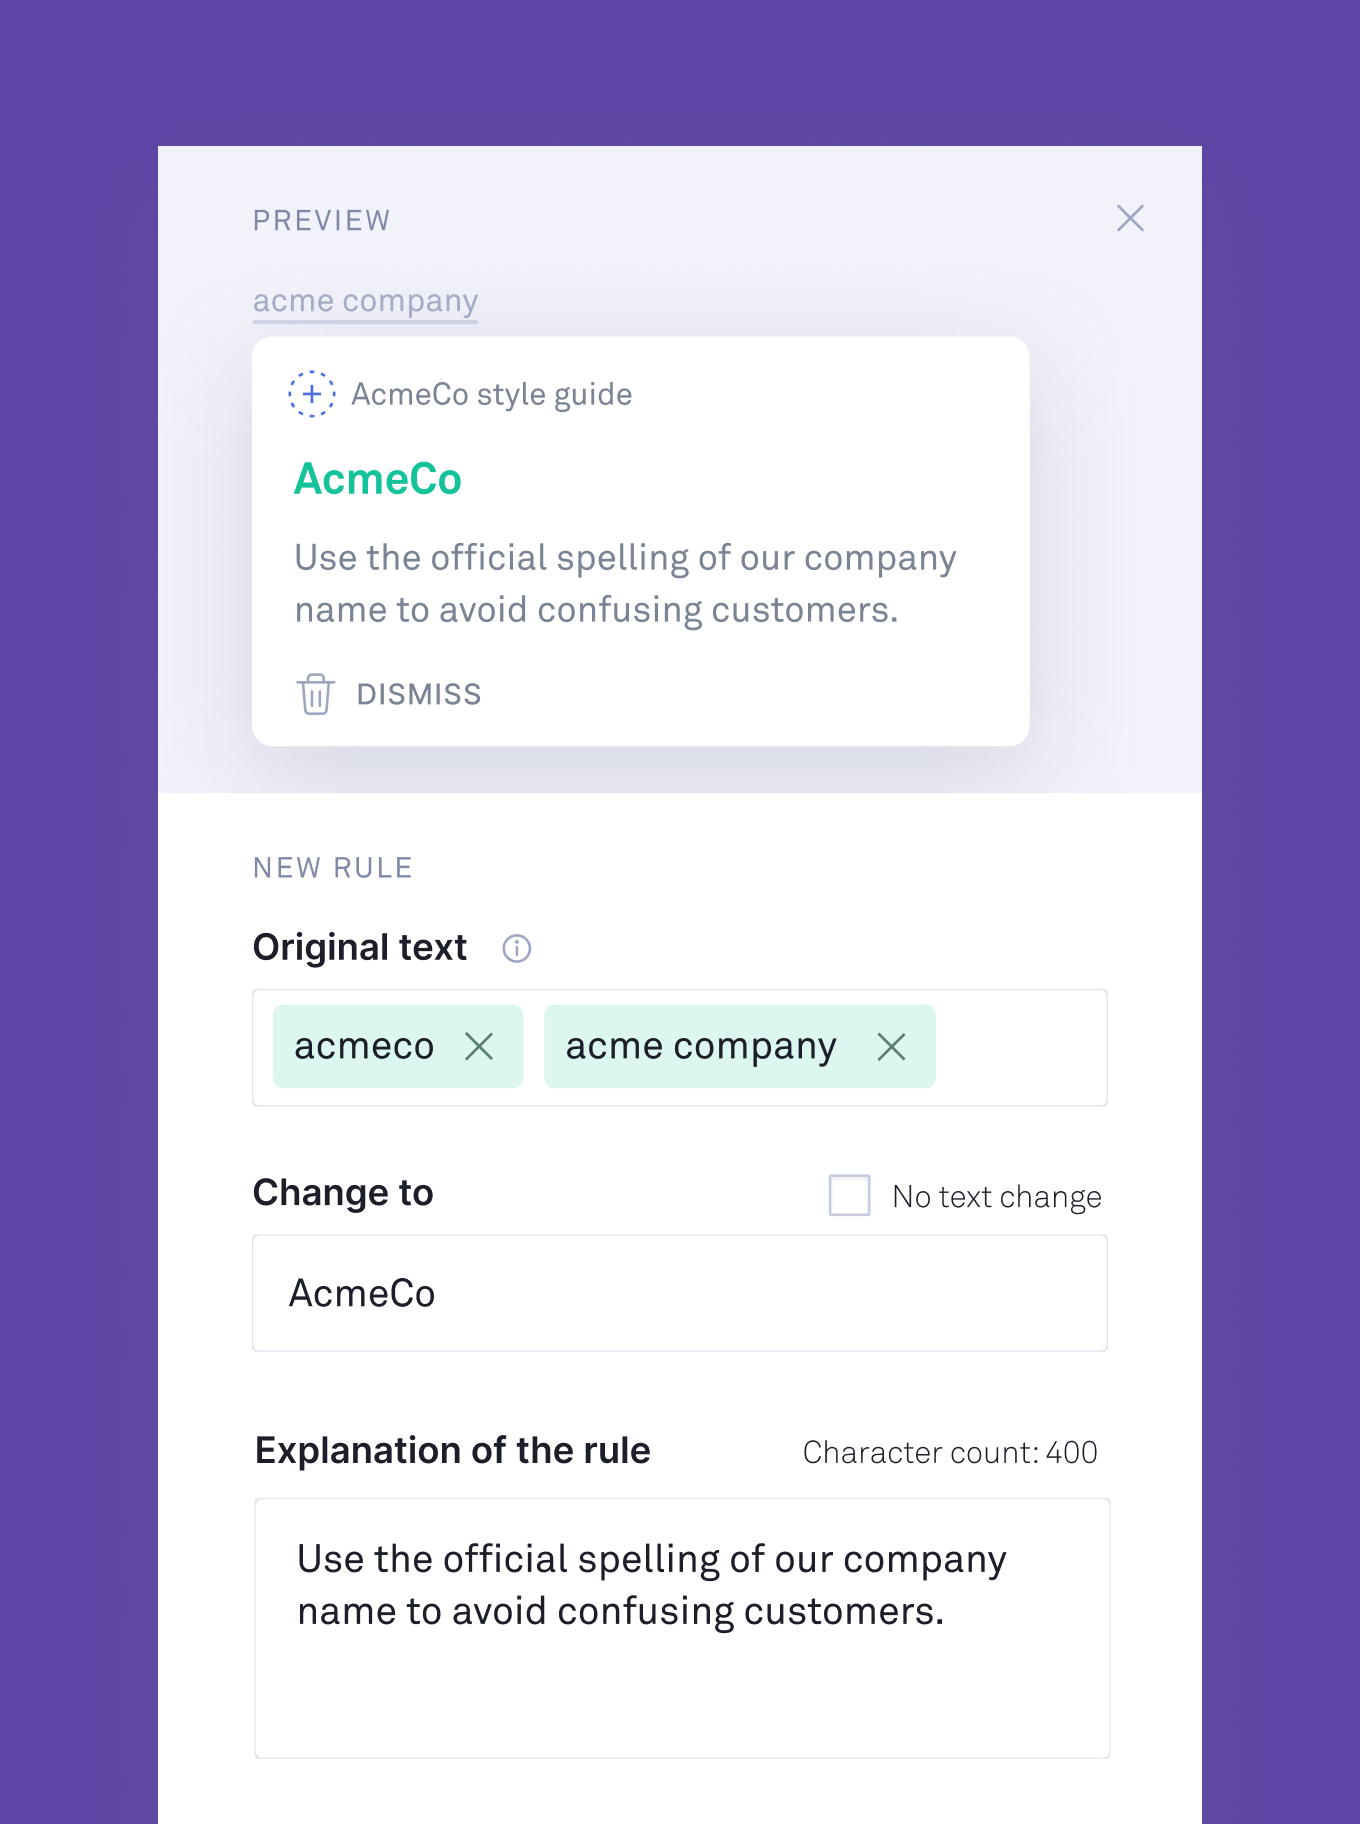 PREVIEW
acme company
AcmeCo style guide
AcmeCo
Use the official spelling of our company
name to avoid confusing customers.
DISMISS
NEW RULE
Original text
acmeco acme company
Change to No text change
AcmeCo
Explanation of the rule Character count: 400
Use the official spelling of our company
name to avoid confusing customers.